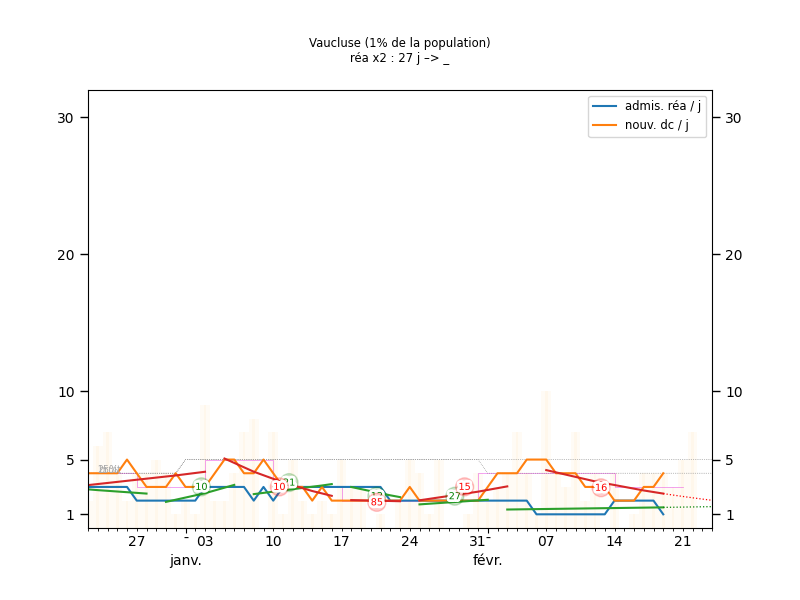 Vaucluse (1% de la population)
réa x2 : 27 j –> _
admis. réa / j
nouv. dc / j
30 30
20 20
10 10
5 5
1 1
10 10 15 16
85 27
27 03 10 17 24 31 07 14 21
janv. févr.